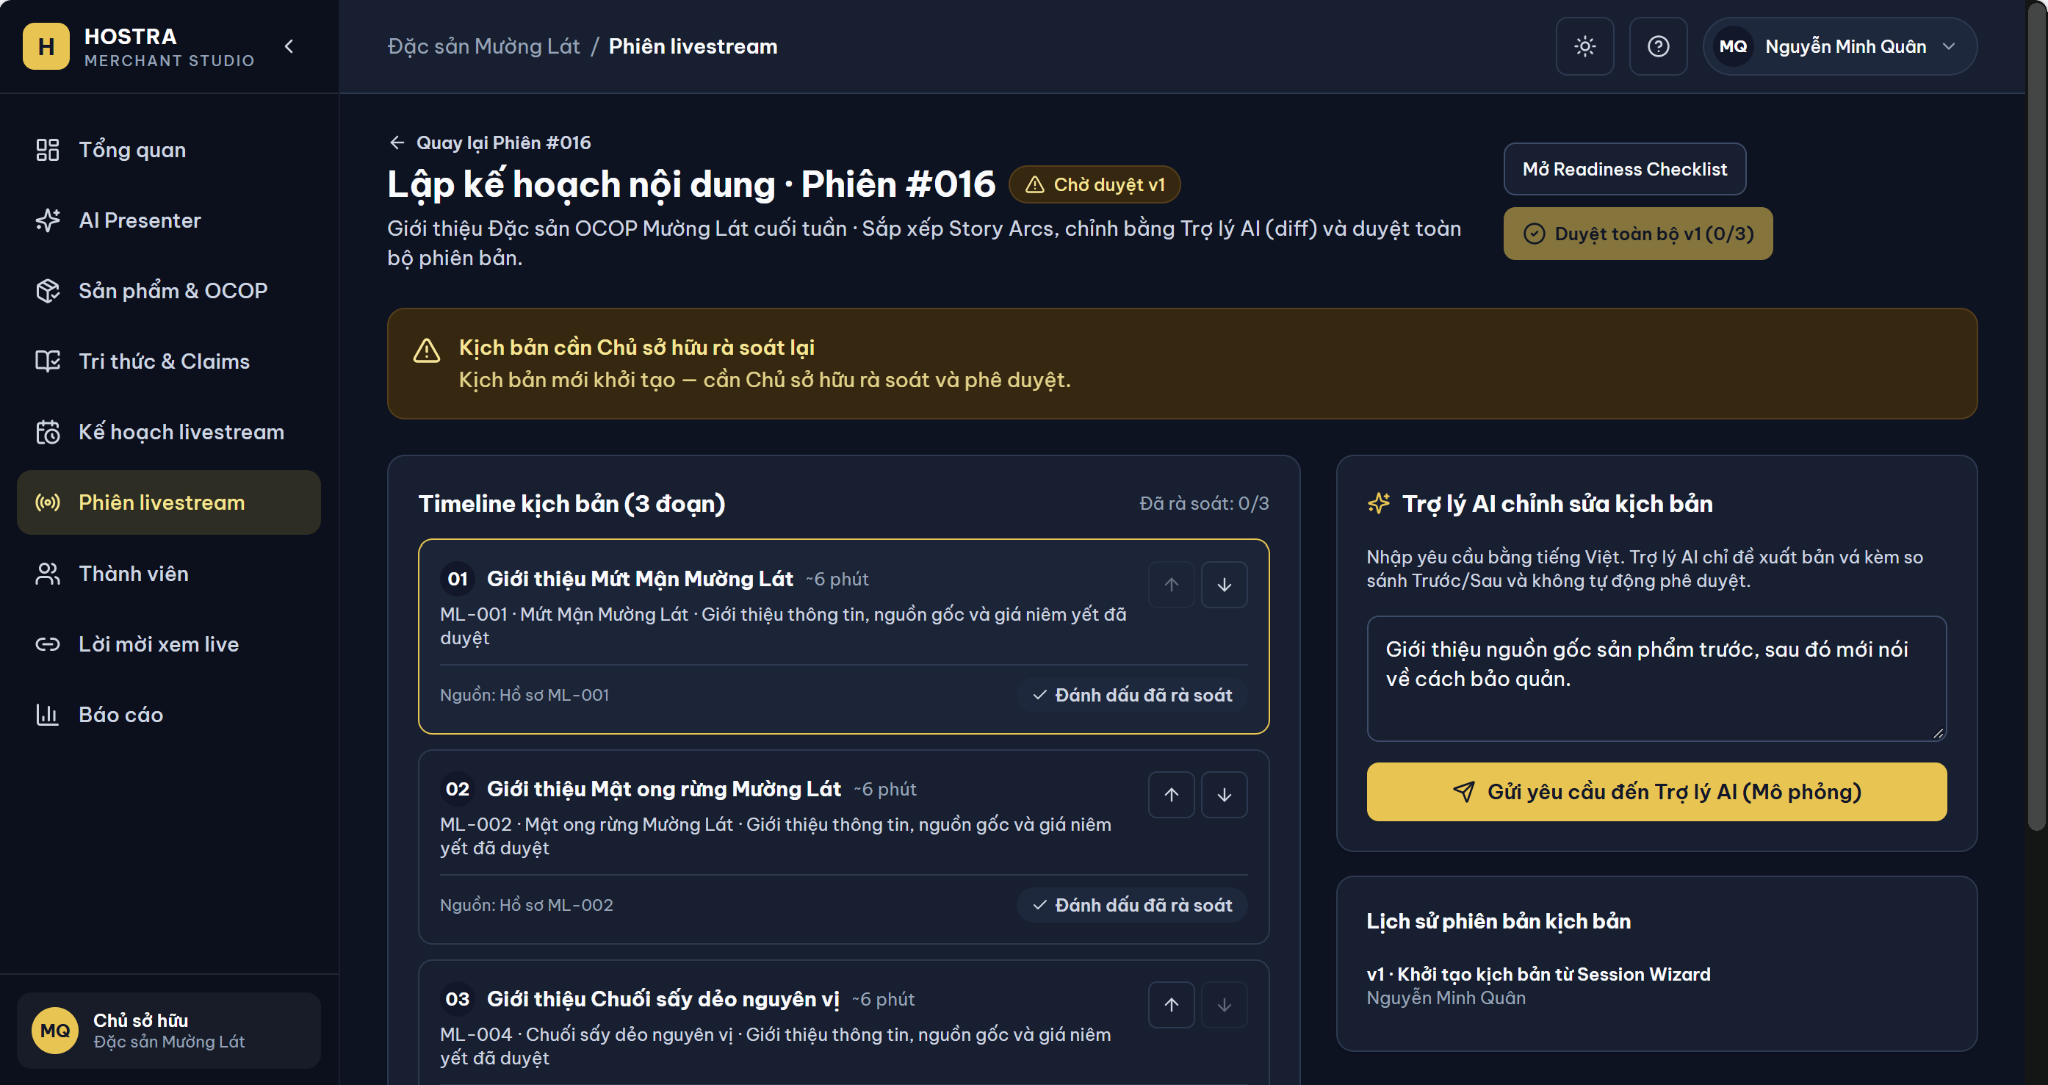 H
HOSTRA
MERCHANT STUDIO
Tổng quan
AI Presenter
Sản phẩm & OCOP
Tri thức & Claims
Kế hoạch livestream
Phiên livestream
Thành viên
Lời mời xem live
Báo cáo
MQ
Chủ sở hữu
Đặc sản Mường Lát
Đặc sản Mường Lát / Phiên livestream
MQ Nguyễn Minh Quân
Quay lại Phiên #016
Lập kế hoạch nội dung · Phiên #016
Chờ duyệt v1
Giới thiệu Đặc sản OCOP Mường Lát cuối tuần · Sắp xếp Story Arcs, chỉnh bằng Trợ lý AI (diff) và duyệt toàn
bộ phiên bản.
Mở Readiness Checklist
Duyệt toàn bộ v1 (0/3)
Kịch bản cần Chủ sở hữu rà soát lại
Kịch bản mới khởi tạo — cần Chủ sở hữu rà soát và phê duyệt.
Timeline kịch bản (3 đoạn)
Đã rà soát: 0/3
01 Giới thiệu Mứt Mận Mường Lát ~6 phút
ML-001 · Mứt Mận Mường Lát · Giới thiệu thông tin, nguồn gốc và giá niêm yết đã
duyệt
Nguồn: Hồ sơ ML-001
Đánh dấu đã rà soát
02 Giới thiệu Mật ong rừng Mường Lát ~6 phút
ML-002 · Mật ong rừng Mường Lát · Giới thiệu thông tin, nguồn gốc và giá niêm
yết đã duyệt
Nguồn: Hồ sơ ML-002
Đánh dấu đã rà soát
03 Giới thiệu Chuối sấy dẻo nguyên vị ~6 phút
ML-004 · Chuối sấy dẻo nguyên vị · Giới thiệu thông tin, nguồn gốc và giá niêm
yết đã duyệt
Trợ lý AI chỉnh sửa kịch bản
Nhập yêu cầu bằng tiếng Việt. Trợ lý AI chỉ đề xuất bản vá kèm so
sánh Trước/Sau và không tự động phê duyệt.
Giới thiệu nguồn gốc sản phẩm trước, sau đó mới nói
về cách bảo quản.
Gửi yêu cầu đến Trợ lý AI (Mô phỏng)
Lịch sử phiên bản kịch bản
v1 · Khởi tạo kịch bản từ Session Wizard
Nguyễn Minh Quân